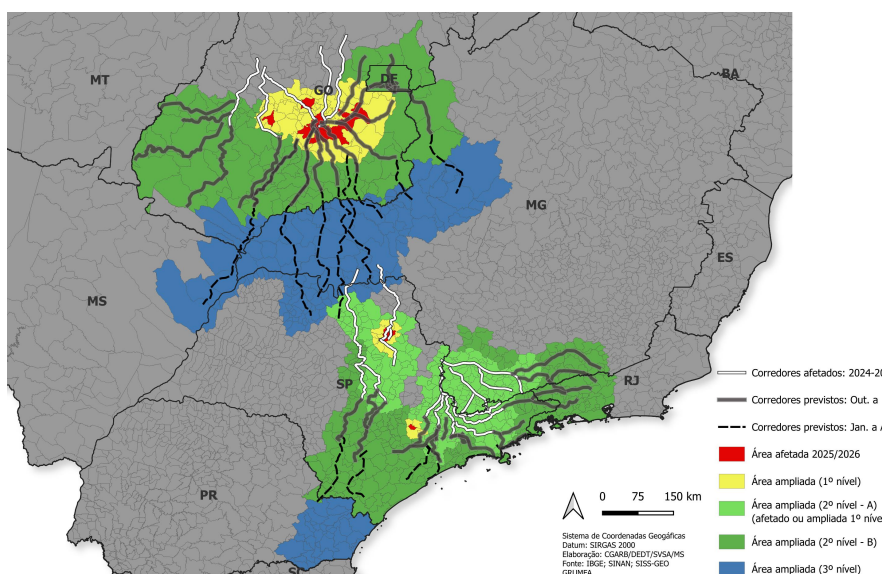 MT
GO
DE
BA
MG
ES
MS
SP
RJ
PR
Corredores afetados: 2024-20
Corredores previstos: Out. a
Corredores previstos: Jan. a A
Área afetada 2025/2026
Área ampliada (1º nível)
Área ampliada (2º nível - A)
(afetado ou ampliada 1º níve
Área ampliada (2º nível - B)
Área ampliada (3º nível)
0 75 150 km
Sistema de Coordenadas Geográficas
Datum: SIRGAS 2000
Elaboração: CGARB/DEDT/SVSA/MS
Fonte: IBGE; SINAN; SISS-GEO